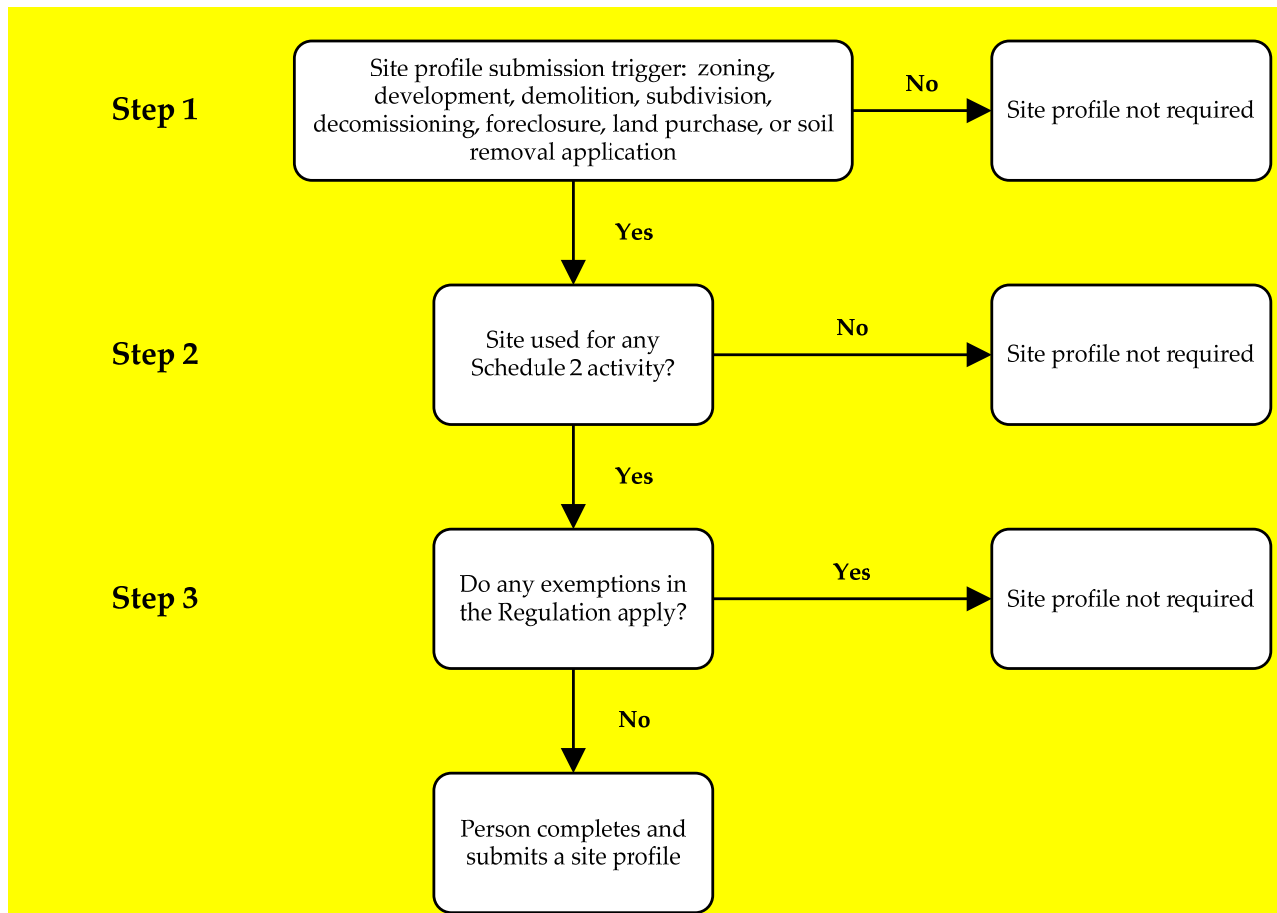 Step 1
Site profile submission trigger:  zoning,
development, demolition, subdivision,
decomissioning, foreclosure, land purchase, or soil
removal application
No
Site profile not required
Yes
Step 2
Site used for any
Schedule 2 activity?
No
Site profile not required
Yes
Step 3
Do any exemptions in
the Regulation apply?
Yes
Site profile not required
No
Person completes and
submits a site profile